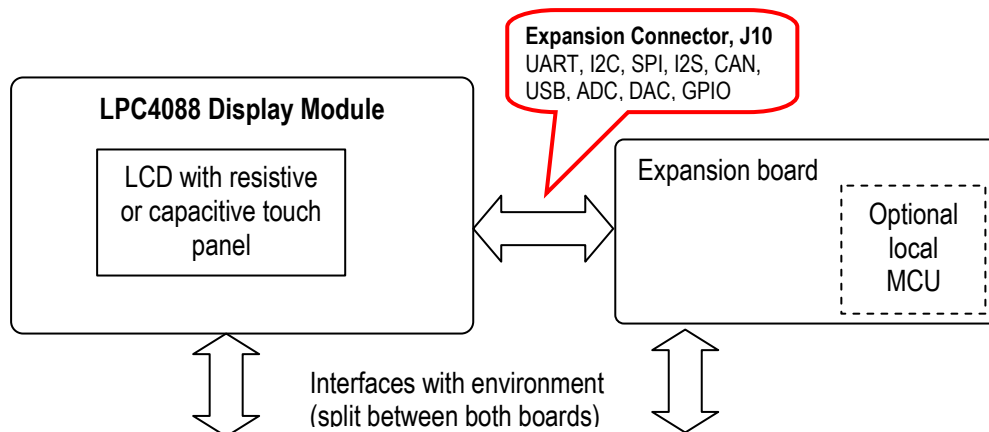 Expansion Connector, J10
UART, I2C, SPI, I2S, CAN,
USB, ADC, DAC, GPIO
LPC4088 Display Module
LCD with resistive
or capacitive touch
panel
Expansion board
Optional
local
MCU
Interfaces with environment
(split between both boards)